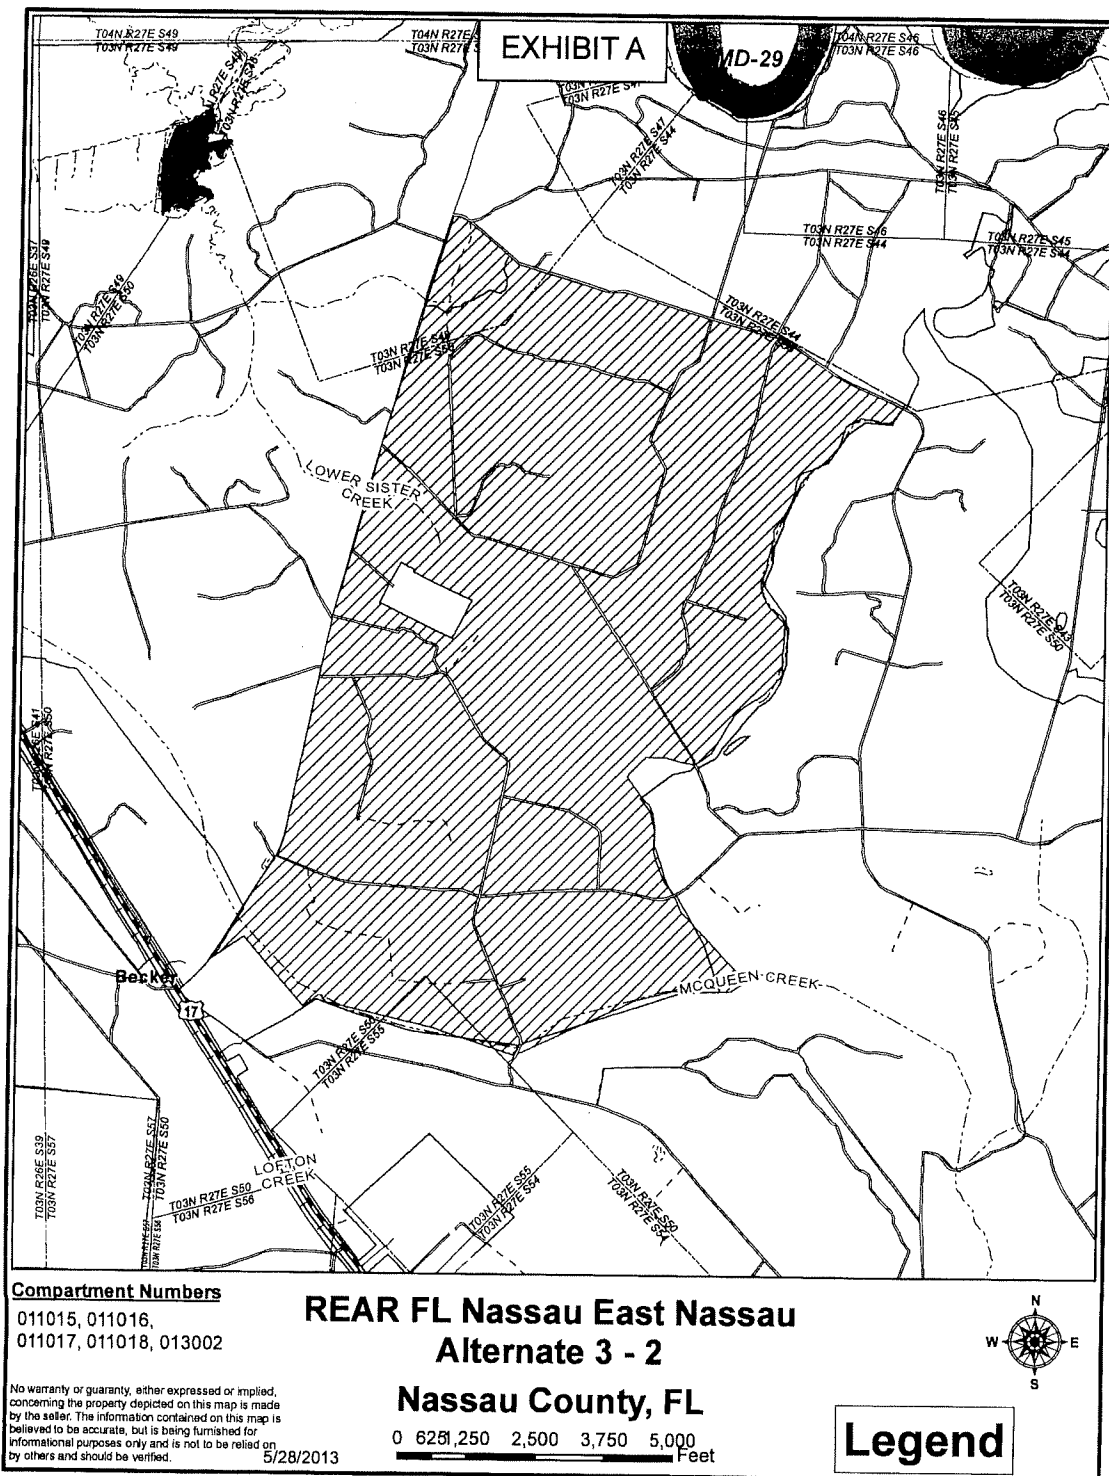 T04N R27E S49
T03N R27E S49
T04N R27E
T03N R27E
EXHIBIT A
MD-29
T04N R27E S46
T03N R27E S46
T03N R27E S47
T03N R27E S44
T03N R27E S46
T03N R27E S45
T03N R27E S46
T03N R27E S44
T03N R27E S45
T03N R27E S44
T03N R26E S37
T03N R27E S49
T03N R27E S49
T03N R27E S50
T03N R27E S44
T03N R27E S48
T03N R27E S50
LOWER SISTER
CREEK
T03N R27E S43
T03N R27E S50
Becker
17
MCQUEEN CREEK
T03N R27E S50
T03N R27E S55
T03N R26E S39
T03N R27E S57
T03N R27E S57
T03N R27E S50
LOFTON
CREEK
T03N R27E S50
T03N R27E S56
T03N R27E S55
T03N R27E S54
T03N R27E S50
T03N R27E S54
Compartment Numbers
011015, 011016,
011017, 011018, 013002
REAR FL Nassau East Nassau
Alternate 3 - 2
Nassau County, FL
N
W E
S
No warranty or guaranty, either expressed or implied,
concerning the property depicted on this map is made
by the seller. The information contained on this map is
believed to be accurate, but is being furnished for
informational purposes only and is not to be relied on
by others and should be verified.
5/28/2013
0 6251,250 2,500 3,750 5,000
Feet
Legend